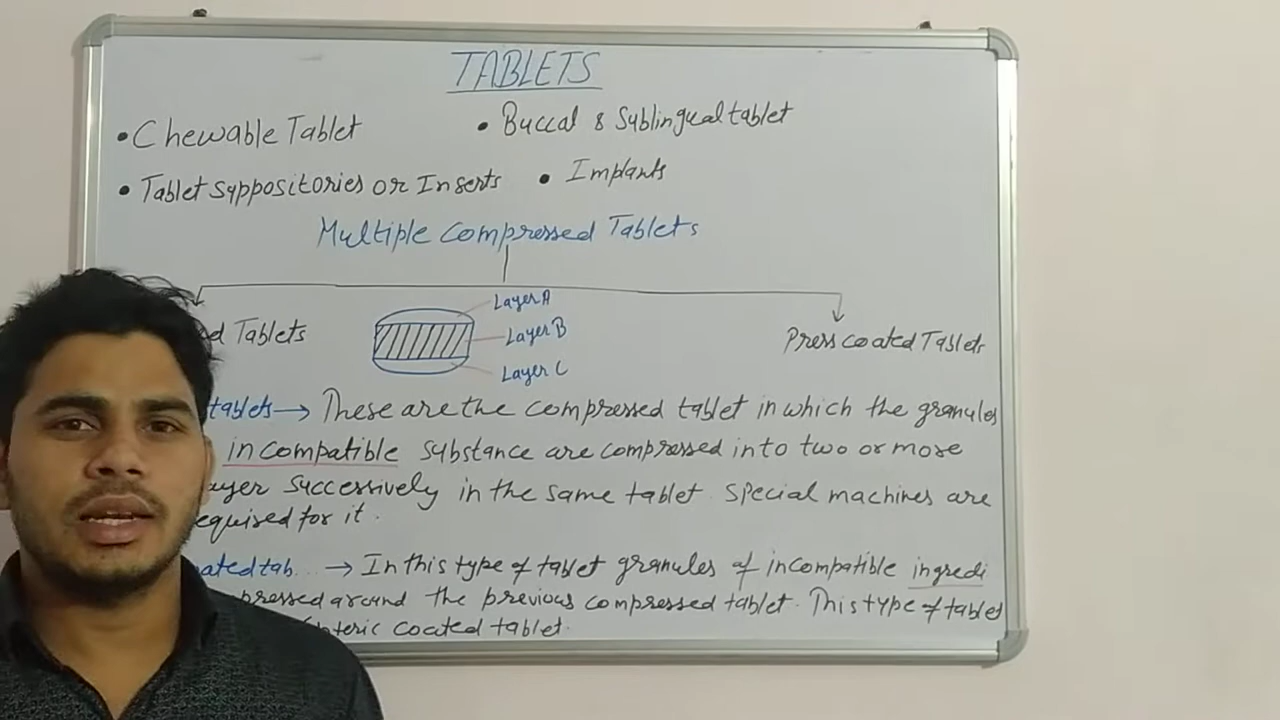 TABLETS
• Chewable Tablet
• Buccal & Sublingual tablet
• Tablet suppositories or Inserts
• Implants
Multiple compressed Tablets
d Tablets
Layer A
Layer B
Layer C
Press coated Tablets
tablets → These are the compressed tablet in which the granules
incompatible substance are compressed into two or more
ayer successively in the same tablet. Special machines are
equired for it.
oated tab... → In this type of tablet granules of incompatible ingredi
pressed around the previous compressed tablet. This type of tablet
enteric coated tablet.